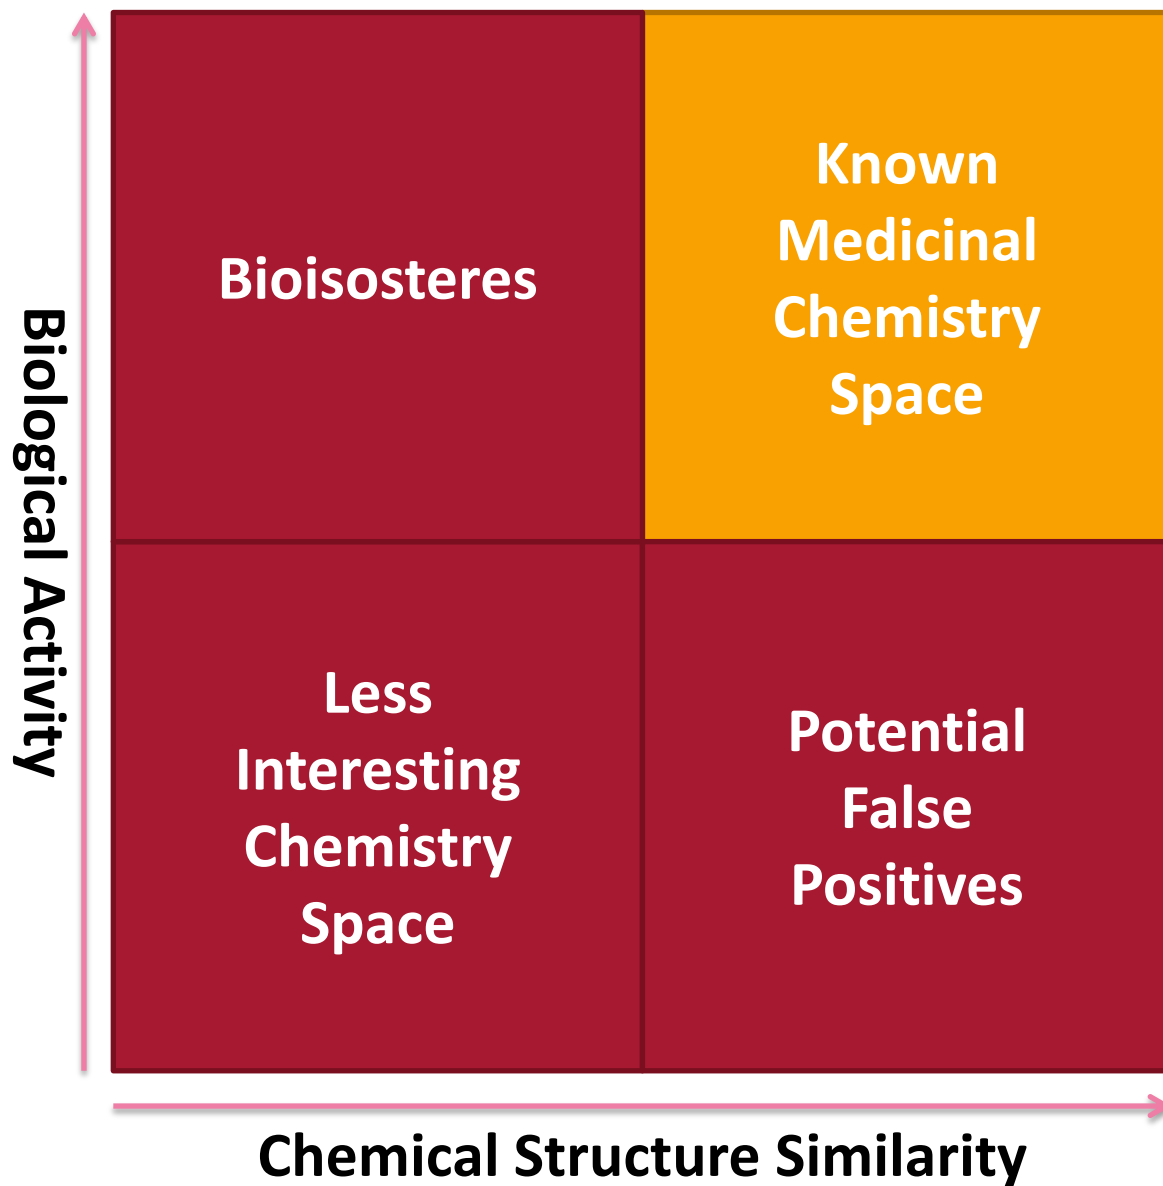 Biological Activity
Bioisosteres
Known
Medicinal
Chemistry
Space
Less
Interesting
Chemistry
Space
Potential
False
Positives
Chemical Structure Similarity